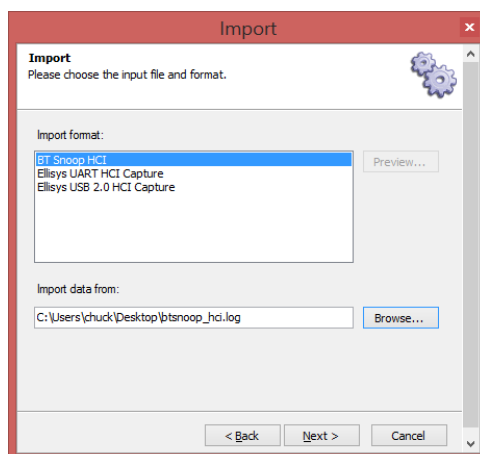 Import
Import
Please choose the input file and format.
Import format:
BT Snoop HCI
Ellisys UART HCI Capture
Ellisys USB 2.0 HCI Capture
Preview...
Import data from:
C:\Users\chuck\Desktop\btsnoop_hci.log
Browse...
< Back
Next >
Cancel